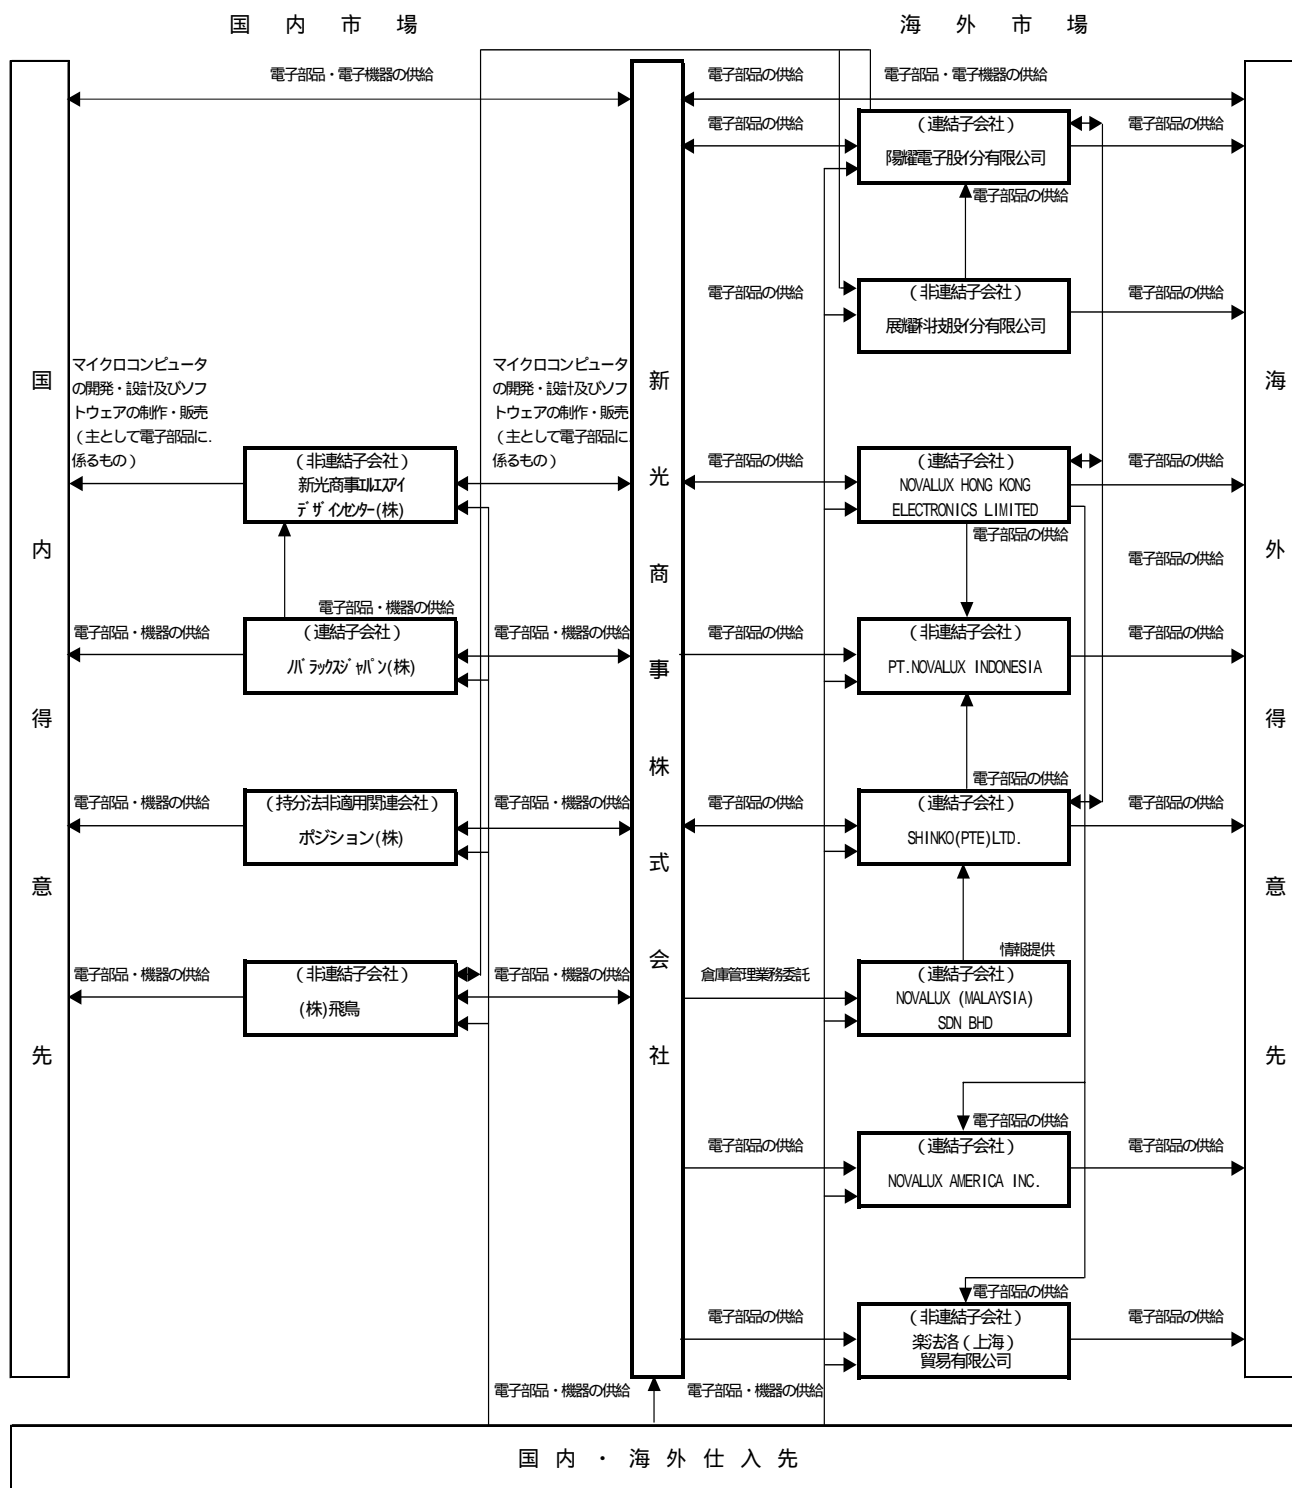 国内市場
海外市場
電子部品・電子機器の供給
電子部品の供給
電子部品・電子機器の供給
電子部品の供給
(連結子会社)
陽耀電子股イ分有限公司
電子部品の供給
電子部品の供給
電子部品の供給
(非連結子会社)
展耀科技股イ分有限公司
電子部品の供給
国内得意先
新光商事株式会社
海外得意先
マイクロコンピュータ
の開発・設計及びソフ
トウェアの制作・販売
(主として電子部品に
係るもの)
マイクロコンピュータ
の開発・設計及びソフ
トウェアの制作・販売
(主として電子部品に
係るもの)
(非連結子会社)
新光商事エルエスアイ
デザインセンター(株)
電子部品の供給
(連結子会社)
NOVALUX HONG KONG
ELECTRONICS LIMITED
電子部品の供給
電子部品の供給
電子部品の供給
電子部品・機器の供給
電子部品・機器の供給
(連結子会社)
ノバラックスジャパン(株)
電子部品・機器の供給
電子部品の供給
(非連結子会社)
PT.NOVALUX INDONESIA
電子部品の供給
電子部品の供給
電子部品・機器の供給
(持分法非適用関連会社)
ポジション(株)
電子部品・機器の供給
電子部品の供給
(連結子会社)
SHINKO(PTE)LTD.
電子部品の供給
情報提供
電子部品・機器の供給
(非連結子会社)
(株)飛鳥
電子部品・機器の供給
倉庫管理業務委託
(連結子会社)
NOVALUX (MALAYSIA)
SDN BHD
電子部品の供給
電子部品の供給
(連結子会社)
NOVALUX AMERICA INC.
電子部品の供給
電子部品の供給
電子部品の供給
(非連結子会社)
楽法洛(上海)
貿易有限公司
電子部品の供給
電子部品・機器の供給
電子部品・機器の供給
国内・海外仕入先